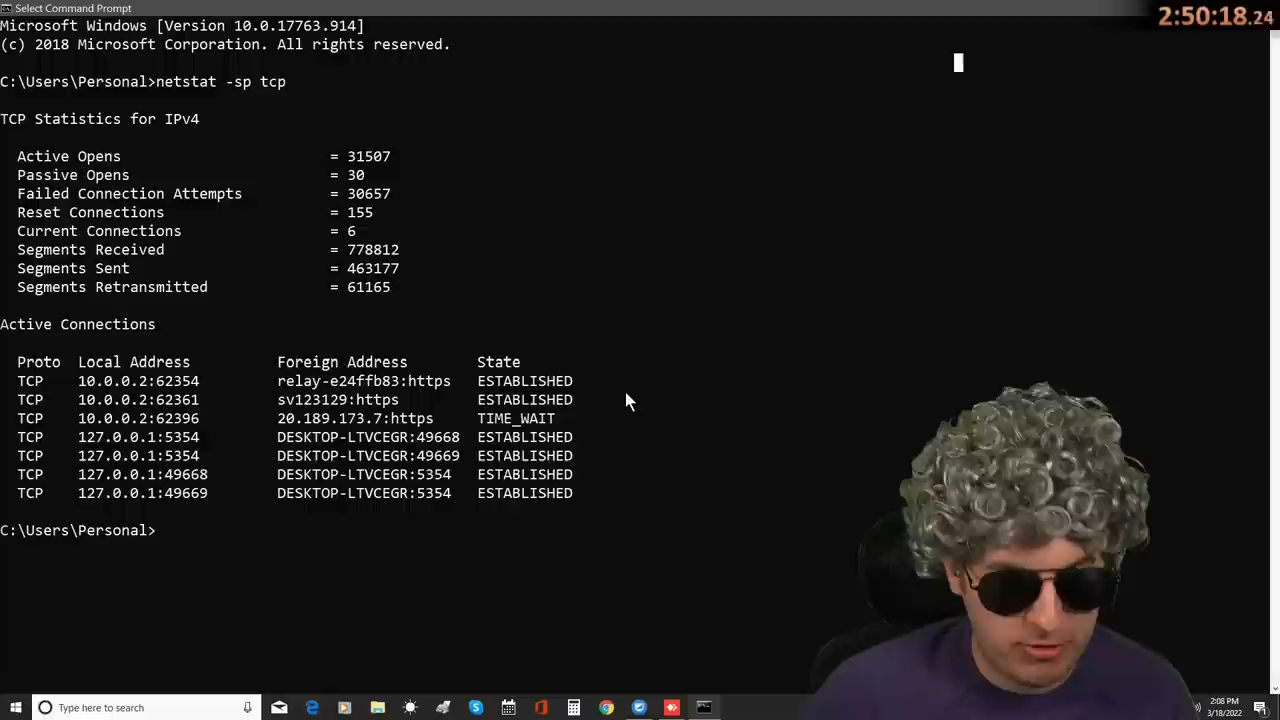 Select Command Prompt
2:50:18.24
Microsoft Windows [Version 10.0.17763.914]
(c) 2018 Microsoft Corporation. All rights reserved.
C:\Users\Personal>netstat -sp tcp
TCP Statistics for IPv4
Active Opens = 31507
Passive Opens = 30
Failed Connection Attempts = 30657
Reset Connections = 155
Current Connections = 6
Segments Received = 778812
Segments Sent = 463177
Segments Retransmitted = 61165
Active Connections
Proto Local Address Foreign Address State
TCP 10.0.0.2:62354 relay-e24ffb83:https ESTABLISHED
TCP 10.0.0.2:62361 sv123129:https ESTABLISHED
TCP 10.0.0.2:62396 20.189.173.7:https TIME_WAIT
TCP 127.0.0.1:5354 DESKTOP-LTVCEGR:49668 ESTABLISHED
TCP 127.0.0.1:5354 DESKTOP-LTVCEGR:49669 ESTABLISHED
TCP 127.0.0.1:49668 DESKTOP-LTVCEGR:5354 ESTABLISHED
TCP 127.0.0.1:49669 DESKTOP-LTVCEGR:5354 ESTABLISHED
C:\Users\Personal>
Type here to search
2:08 PM
3/18/2022